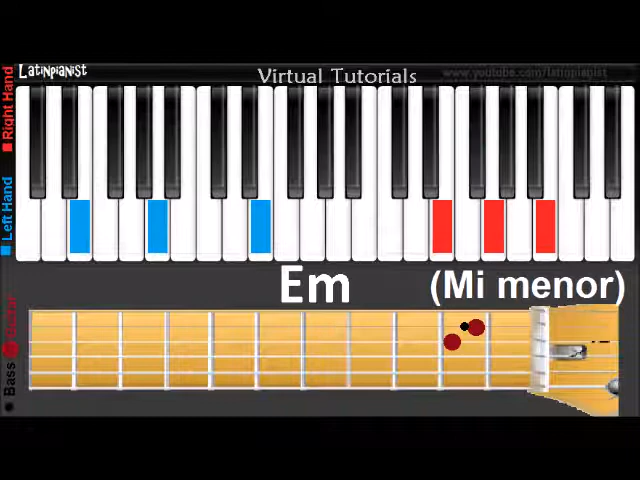 Latinpianist
Virtual Tutorials
www.youtube.com/latinpianist
Right Hand
Left Hand
Em
(Mi menor)
Guitar
Bass